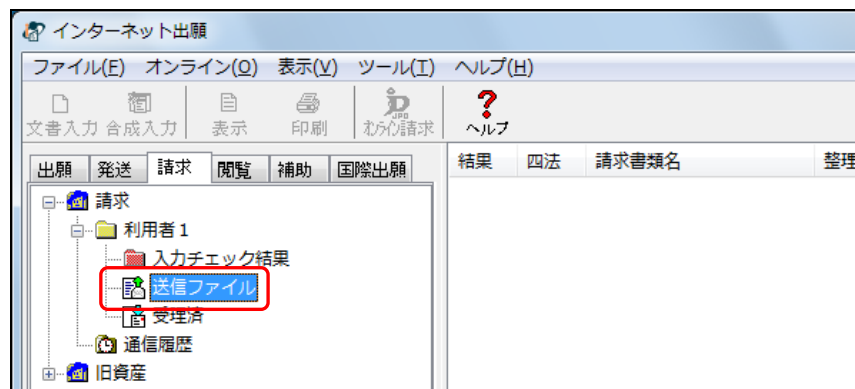 インターネット出願
ファイル(F) オンライン(O) 表示(V) ツール(T) ヘルプ(H)
文書入力 合成入力 表示 印刷 オンライン請求 ヘルプ
出願 発送 請求 閲覧 補助 国際出願
結果 四法 請求書類名 整理
請求
利用者1
入力チェック結果
送信ファイル
受理済
通信履歴
旧資産